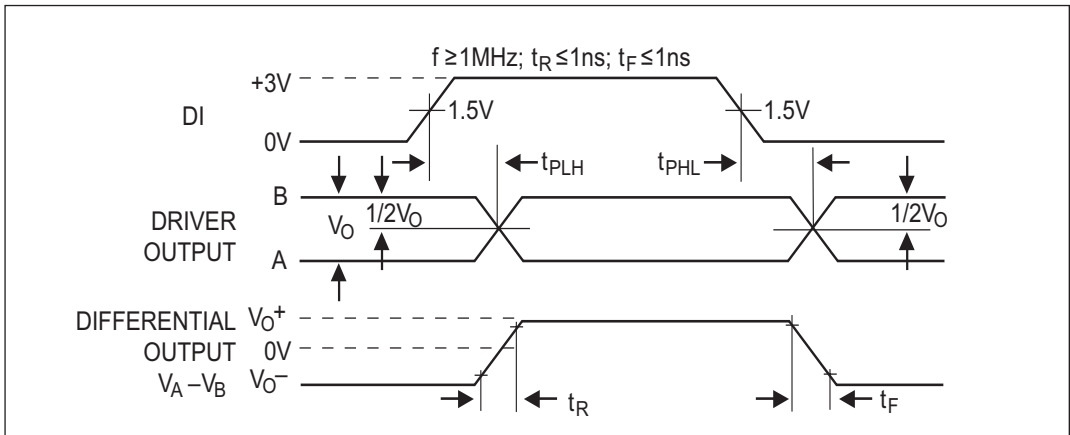 f ≥1MHz; tR ≤1ns; tF ≤1ns
+3V
DI
1.5V
1.5V
0V
tPLH
tPHL
B
DRIVER
OUTPUT
VO
1/2VO
1/2VO
A
DIFFERENTIAL
OUTPUT
VA –VB
VO+
0V
VO–
tR
tF